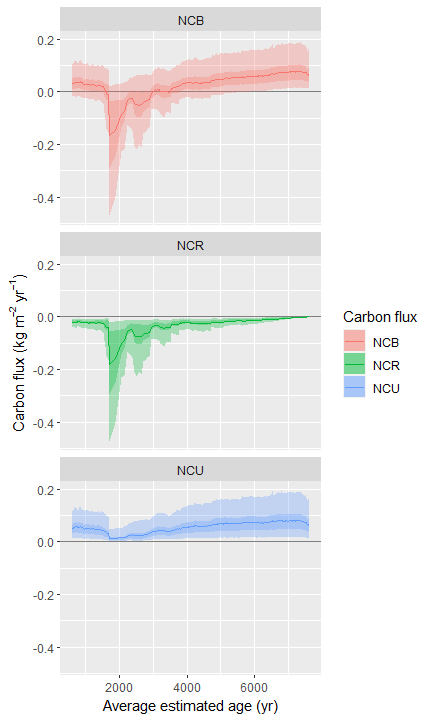 NCB
0.2
0.0
-0.2
-0.4
NCR
0.2
0.0
-0.2
-0.4
NCU
0.2
0.0
-0.2
-0.4
2000 4000 6000
Average estimated age (yr)
Carbon flux (kg m⁻² yr⁻¹)
Carbon flux
NCB
NCR
NCU